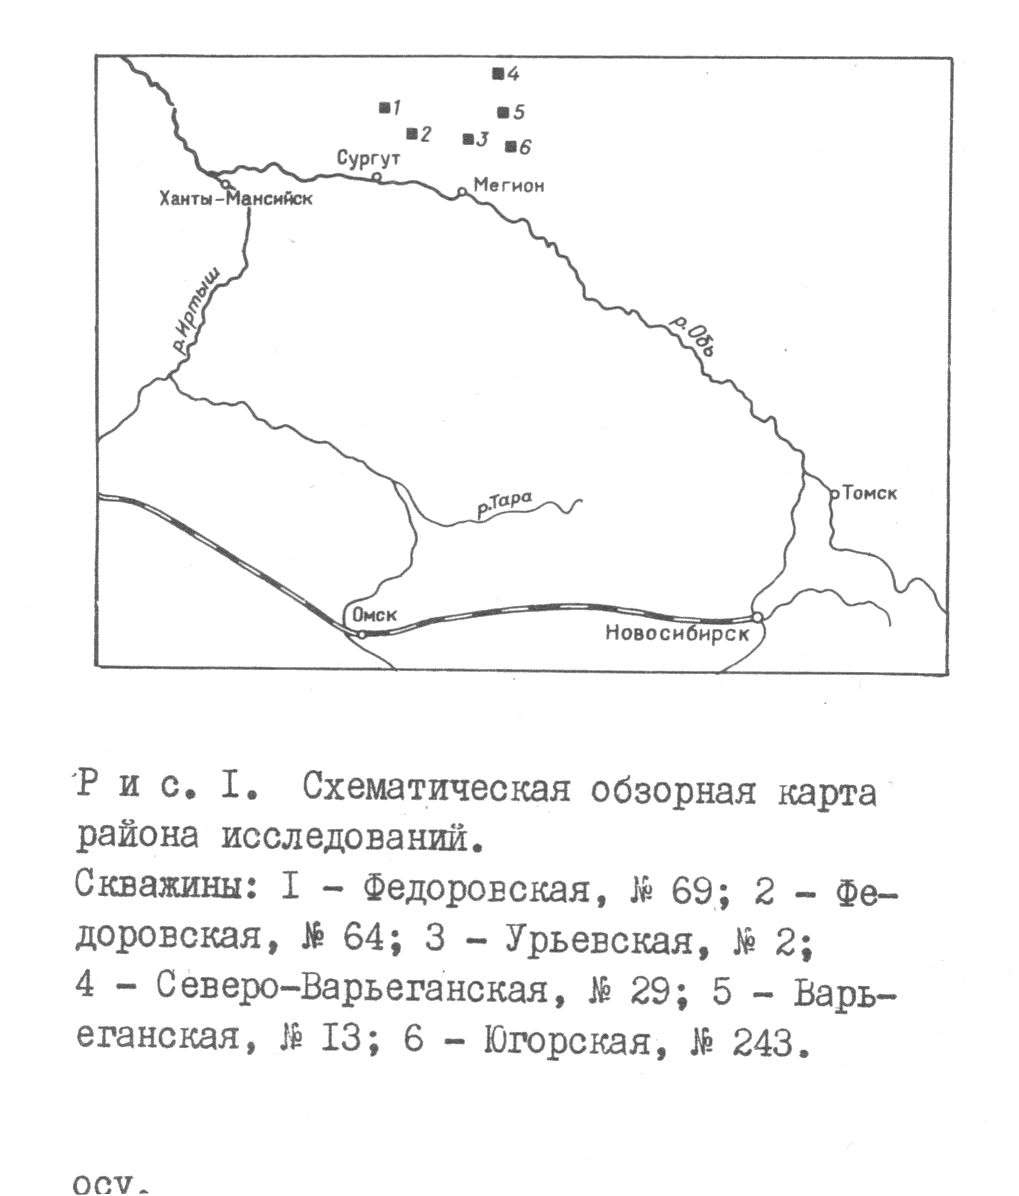 4
1
5
2
3
6
Сургут
Мегион
Ханты-Мансийск
р.Иртыш
р.Обь
р.Тара
Томск
Омск
Новосибирск
Р и с. I. Схематическая обзорная карта
района исследований.
Скважины: I - Федоровская, № 69; 2 - Фе-
доровская, № 64; 3 - Урьевская, № 2;
4 - Северо-Варьеганская, № 29; 5 - Варь-
еганская, № I3; 6 - Югорская, № 243.
осу.